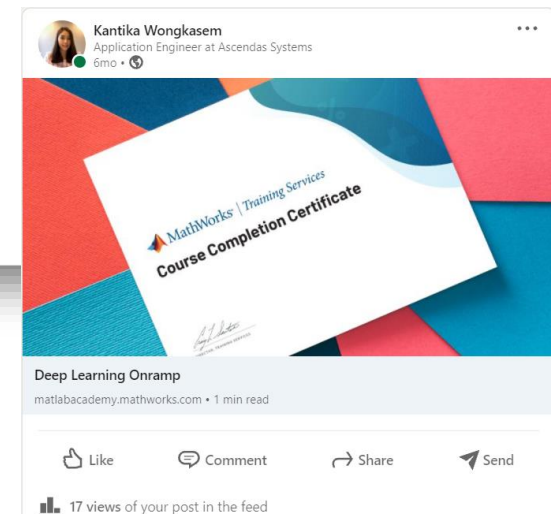 Kantika Wongkasem
Application Engineer at Ascendas Systems
6mo •
MathWorks® | Training Services
Course Completion Certificate
Deep Learning Onramp
matlabacademy.mathworks.com • 1 min read
Like
Comment
Share
Send
17 views of your post in the feed